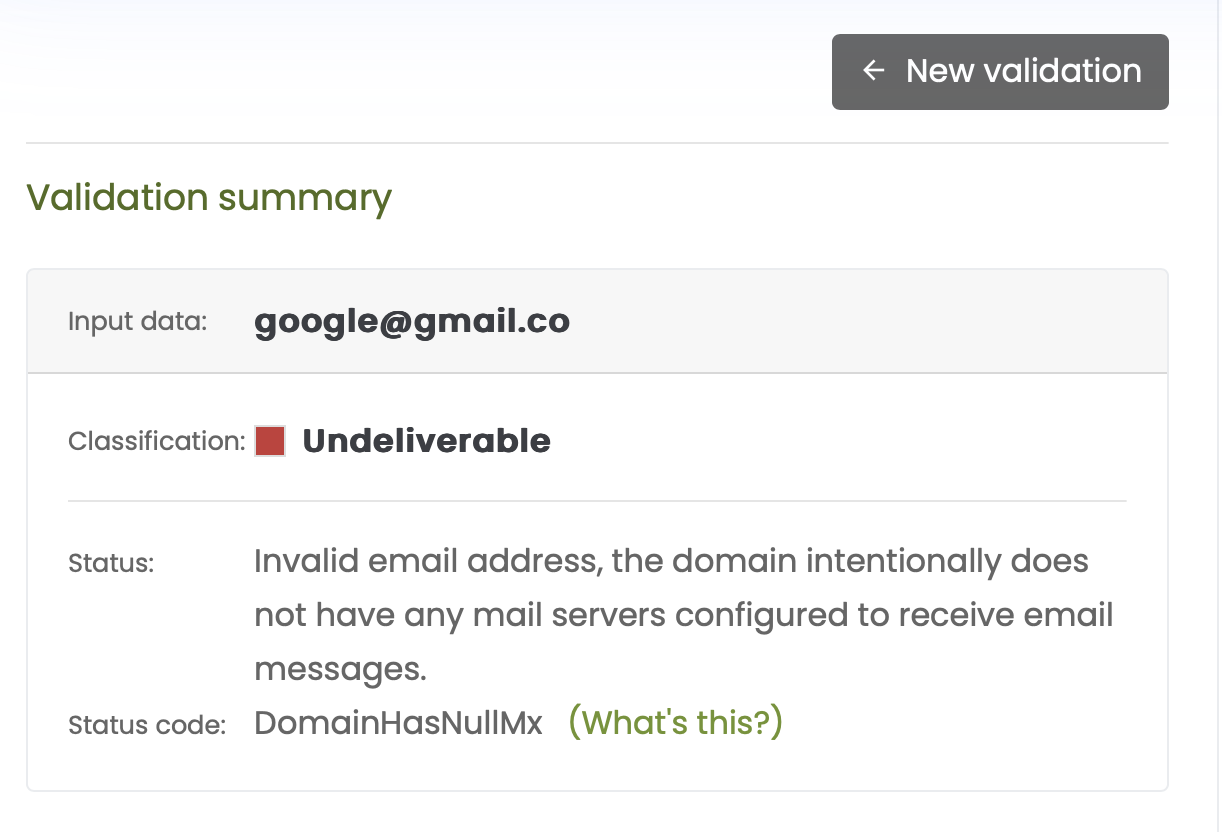 ← New validation
Validation summary
Input data: google@gmail.co
Classification: Undeliverable
Status: Invalid email address, the domain intentionally does
not have any mail servers configured to receive email
messages.
Status code: DomainHasNullMx (What's this?)